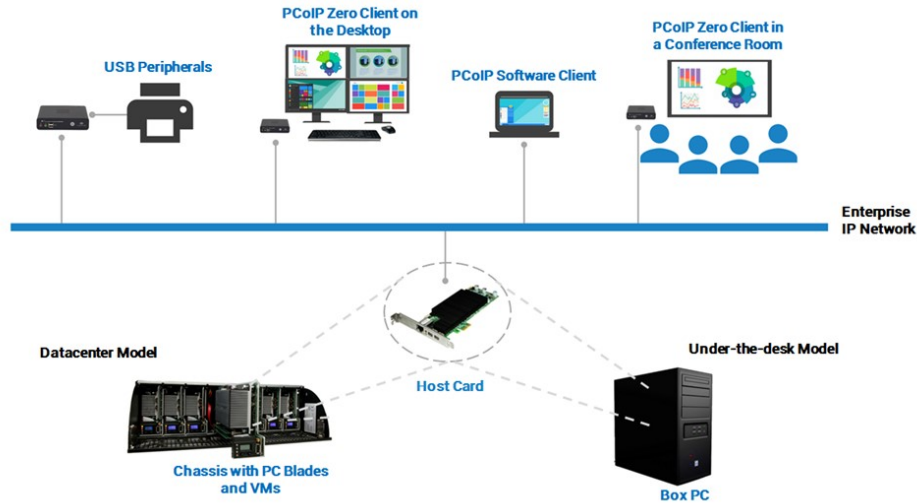 PCoIP Zero Client on
the Desktop
PCoIP Zero Client in
a Conference Room
USB Peripherals
PCoIP Software Client
Enterprise
IP Network
Datacenter Model
Under-the-desk Model
Host Card
Chassis with PC Blades
and VMs
Box PC